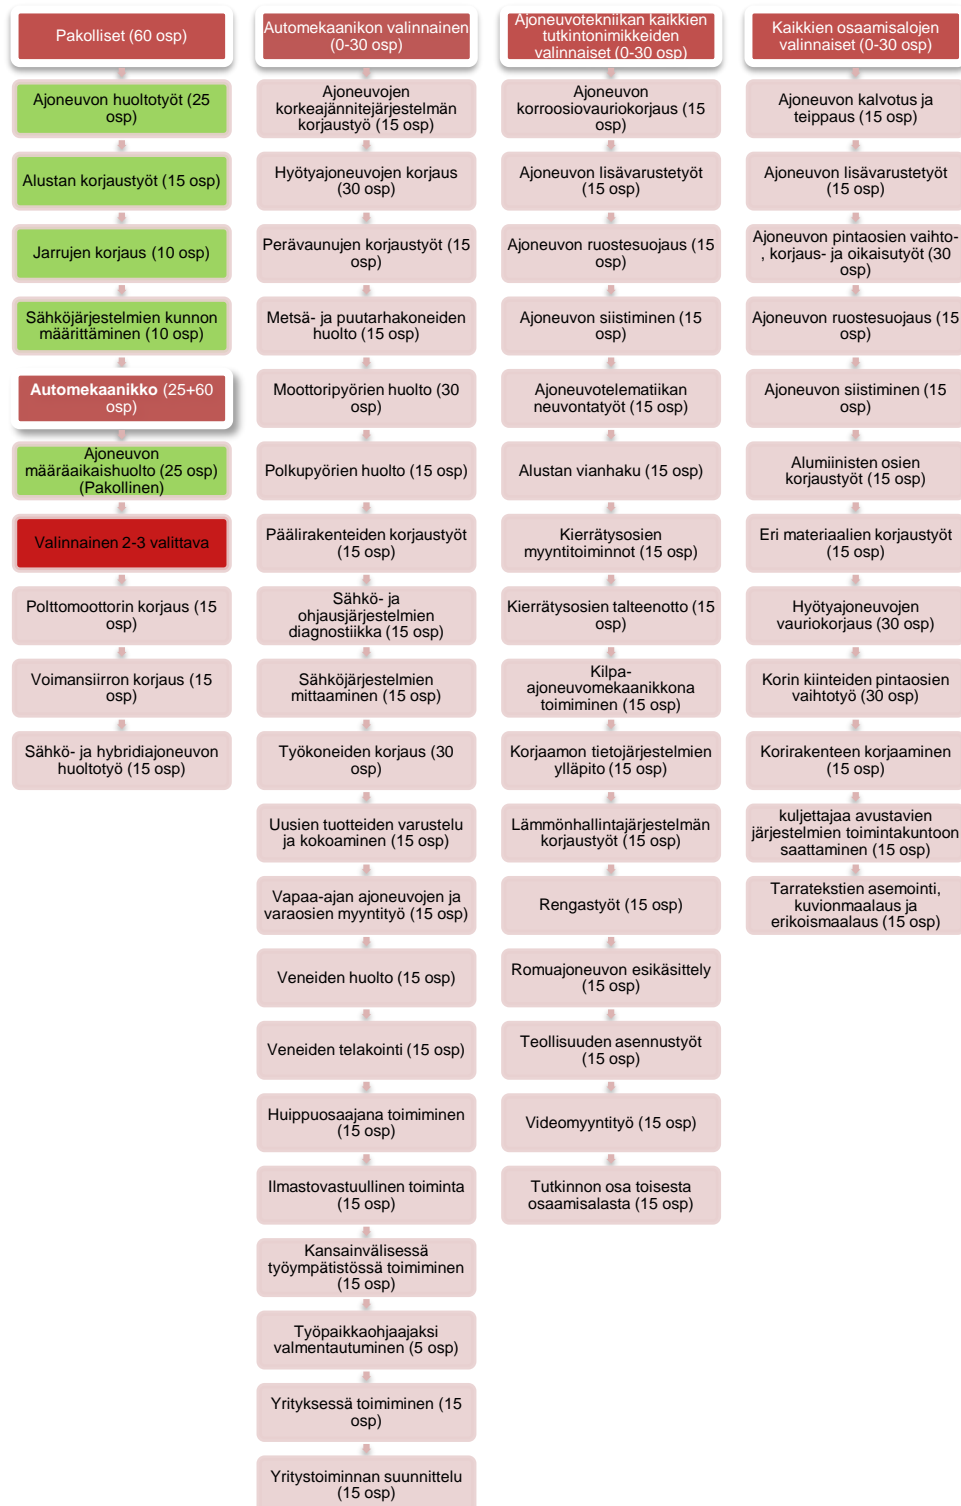 Pakolliset (60 osp)
Ajoneuvon huoltotyöt (25
osp)
Alustan korjaustyöt (15 osp)
Jarrujen korjaus (10 osp)
Sähköjärjestelmien kunnon
määrittäminen (10 osp)
Automekaanikko (25+60
osp)
Ajoneuvon
määräaikaishuolto (25 osp)
(Pakollinen)
Valinnainen 2-3 valittava
Polttomoottorin korjaus (15
osp)
Voimansiirron korjaus (15
osp)
Sähkö- ja hybridiajoneuvon
huoltotyö (15 osp)
Automekaanikon valinnainen
(0-30 osp)
Ajoneuvojen
korkeajännitejärjestelmän
korjaustyö (15 osp)
Hyötyajoneuvojen korjaus
(30 osp)
Perävaunujen korjaustyöt (15
osp)
Metsä- ja puutarhakoneiden
huolto (15 osp)
Moottoripyörien huolto (30
osp)
Polkupyörien huolto (15 osp)
Päälirakenteiden korjaustyöt
(15 osp)
Sähkö- ja
ohjausjärjestelmien
diagnostiikka (15 osp)
Sähköjärjestelmien
mittaaminen (15 osp)
Työkoneiden korjaus (30
osp)
Uusien tuotteiden varustelu
ja kokoaminen (15 osp)
Vapaa-ajan ajoneuvojen ja
varaosien myyntityö (15 osp)
Veneiden huolto (15 osp)
Veneiden telakointi (15 osp)
Huippuosaajana toimiminen
(15 osp)
Ilmastovastuullinen toiminta
(15 osp)
Kansainvälisessä
työympätistössä toimiminen
(15 osp)
Työpaikkaohjaajaksi
valmentautuminen (5 osp)
Yrityksessä toimiminen (15
osp)
Yritystoiminnan suunnittelu
(15 osp)
Ajoneuvotekniikan kaikkien
tutkintonimikkeiden
valinnaiset (0-30 osp)
Ajoneuvon
korroosiovauriokorjaus (15
osp)
Ajoneuvon lisävarustetyöt
(15 osp)
Ajoneuvon ruostesuojaus (15
osp)
Ajoneuvon siistiminen (15
osp)
Ajoneuvotelematiikan
neuvontatyöt (15 osp)
Alustan vianhaku (15 osp)
Kierrätysosien
myyntitoiminnot (15 osp)
Kierrätysosien talteenotto (15
osp)
Kilpa-
ajoneuvomekaanikkona
toimiminen (15 osp)
Korjaamon tietojärjestelmien
ylläpito (15 osp)
Lämmönhallintajärjestelmän
korjaustyöt (15 osp)
Rengastyöt (15 osp)
Romuajoneuvon esikäsittely
(15 osp)
Teollisuuden asennustyöt
(15 osp)
Videomyyntityö (15 osp)
Tutkinnon osa toisesta
osaamisalasta (15 osp)
Kaikkien osaamisalojen
valinnaiset (0-30 osp)
Ajoneuvon kalvotus ja
teippaus (15 osp)
Ajoneuvon lisävarustetyöt
(15 osp)
Ajoneuvon pintaosien vaihto-
, korjaus- ja oikaisutyöt (30
osp)
Ajoneuvon ruostesuojaus (15
osp)
Ajoneuvon siistiminen (15
osp)
Alumiinisten osien
korjaustyöt (15 osp)
Eri materiaalien korjaustyöt
(15 osp)
Hyötyajoneuvojen
vauriokorjaus (30 osp)
Korin kiinteiden pintaosien
vaihtotyö (30 osp)
Korirakenteen korjaaminen
(15 osp)
kuljettajaa avustavien
järjestelmien toimintakuntoon
saattaminen (15 osp)
Tarratekstien asemointi,
kuvionmaalaus ja
erikoismaalaus (15 osp)